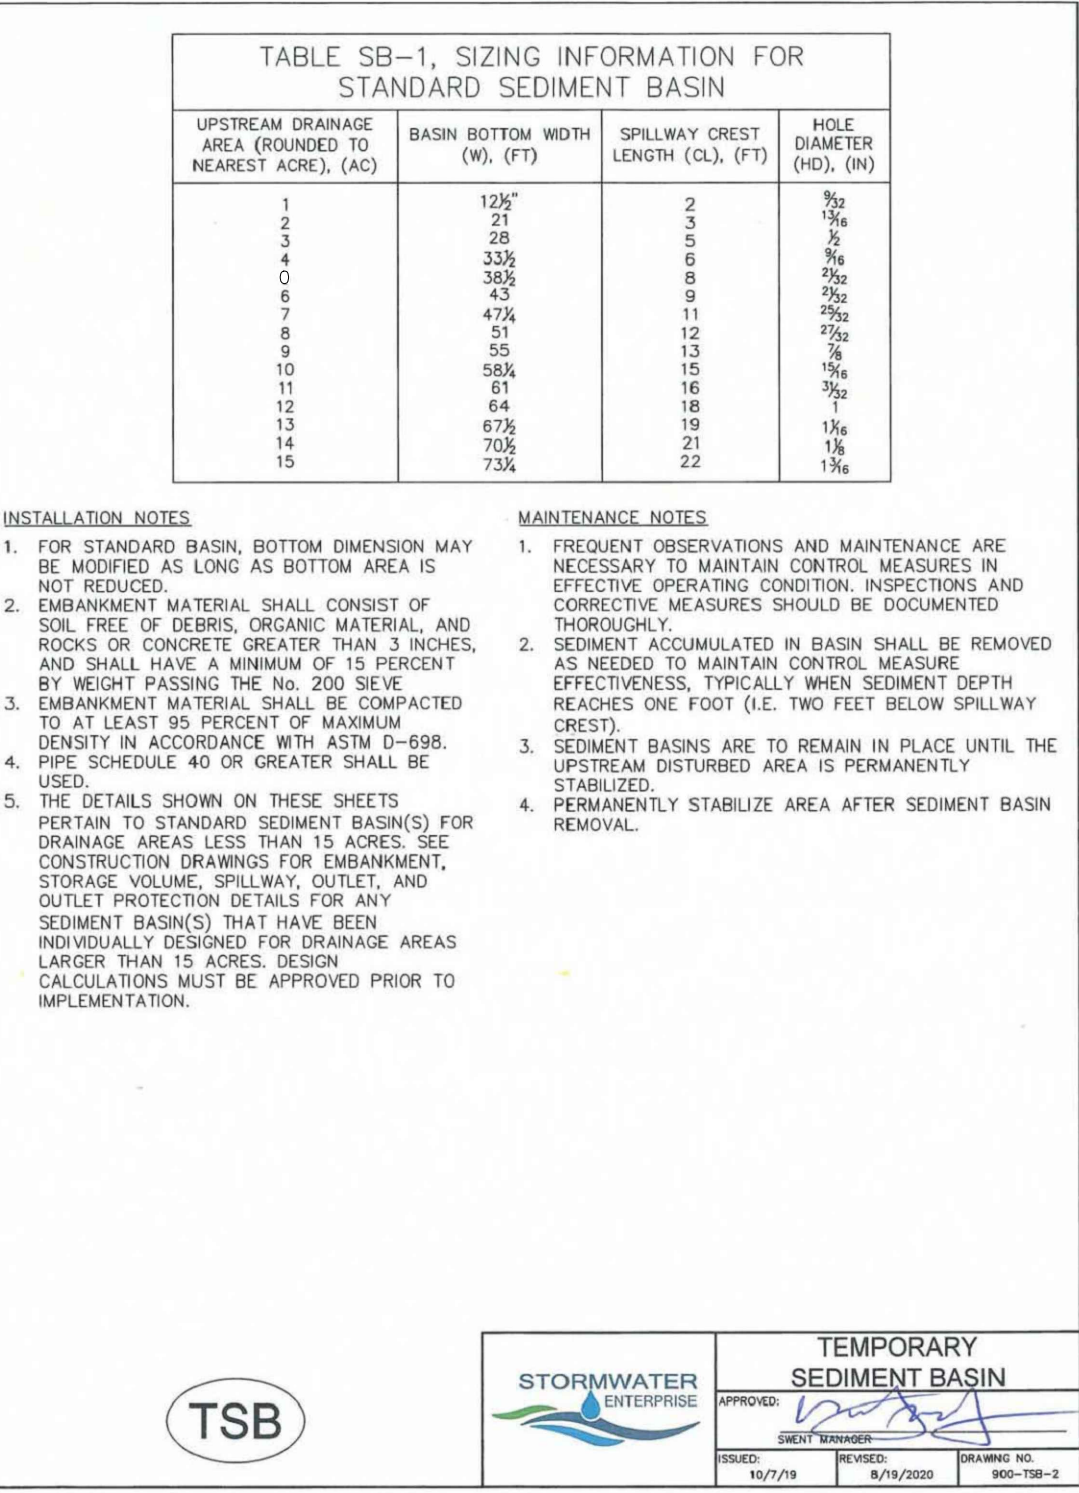 TABLE SB-1, SIZING INFORMATION FOR
STANDARD SEDIMENT BASIN
UPSTREAM DRAINAGE
AREA (ROUNDED TO
NEAREST ACRE), (AC)
BASIN BOTTOM WIDTH
(W), (FT)
SPILLWAY CREST
LENGTH (CL), (FT)
HOLE
DIAMETER
(HD), (IN)
1 12½" 2 9/32
2 21 3 13/16
3 28 5 ½
4 33½ 6 9/16
0 38½ 8 21/32
6 43 9 21/32
7 47¼ 11 25/32
8 51 12 27/32
9 55 13 7/8
10 58¼ 15 15/16
11 61 16 31/32
12 64 18 1
13 67½ 19 1 1/16
14 70½ 21 1 1/8
15 73¼ 22 1 3/16
INSTALLATION NOTES
1. FOR STANDARD BASIN, BOTTOM DIMENSION MAY
BE MODIFIED AS LONG AS BOTTOM AREA IS
NOT REDUCED.
2. EMBANKMENT MATERIAL SHALL CONSIST OF
SOIL FREE OF DEBRIS, ORGANIC MATERIAL, AND
ROCKS OR CONCRETE GREATER THAN 3 INCHES,
AND SHALL HAVE A MINIMUM OF 15 PERCENT
BY WEIGHT PASSING THE No. 200 SIEVE
3. EMBANKMENT MATERIAL SHALL BE COMPACTED
TO AT LEAST 95 PERCENT OF MAXIMUM
DENSITY IN ACCORDANCE WITH ASTM D-698.
4. PIPE SCHEDULE 40 OR GREATER SHALL BE
USED.
5. THE DETAILS SHOWN ON THESE SHEETS
PERTAIN TO STANDARD SEDIMENT BASIN(S) FOR
DRAINAGE AREAS LESS THAN 15 ACRES. SEE
CONSTRUCTION DRAWINGS FOR EMBANKMENT,
STORAGE VOLUME, SPILLWAY, OUTLET, AND
OUTLET PROTECTION DETAILS FOR ANY
SEDIMENT BASIN(S) THAT HAVE BEEN
INDIVIDUALLY DESIGNED FOR DRAINAGE AREAS
LARGER THAN 15 ACRES. DESIGN
CALCULATIONS MUST BE APPROVED PRIOR TO
IMPLEMENTATION.
MAINTENANCE NOTES
1. FREQUENT OBSERVATIONS AND MAINTENANCE ARE
NECESSARY TO MAINTAIN CONTROL MEASURES IN
EFFECTIVE OPERATING CONDITION. INSPECTIONS AND
CORRECTIVE MEASURES SHOULD BE DOCUMENTED
THOROUGHLY.
2. SEDIMENT ACCUMULATED IN BASIN SHALL BE REMOVED
AS NEEDED TO MAINTAIN CONTROL MEASURE
EFFECTIVENESS, TYPICALLY WHEN SEDIMENT DEPTH
REACHES ONE FOOT (I.E. TWO FEET BELOW SPILLWAY
CREST).
3. SEDIMENT BASINS ARE TO REMAIN IN PLACE UNTIL THE
UPSTREAM DISTURBED AREA IS PERMANENTLY
STABILIZED.
4. PERMANENTLY STABILIZE AREA AFTER SEDIMENT BASIN
REMOVAL.
TSB
STORMWATER
ENTERPRISE
TEMPORARY
SEDIMENT BASIN
APPROVED:
SWENT MANAGER
ISSUED:
10/7/19
REVISED:
8/19/2020
DRAWING NO.
900-TSB-2